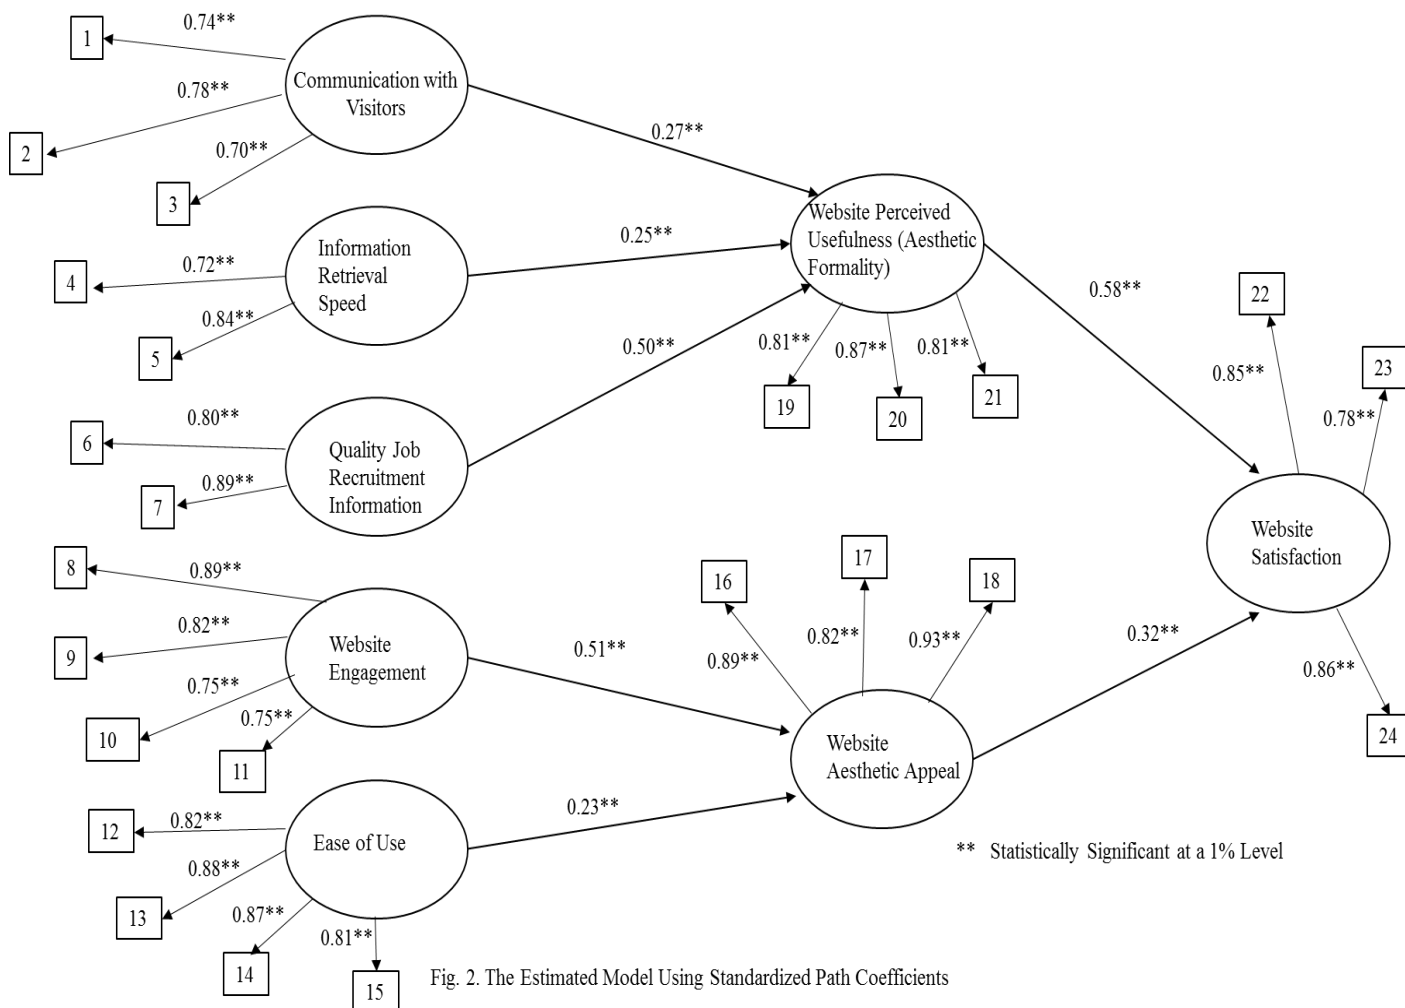 1
0.74**
2
0.78**
3
0.70**
Communication with
Visitors
0.27**
4
0.72**
5
0.84**
Information
Retrieval
Speed
0.25**
6
0.80**
7
0.89**
Quality Job
Recruitment
Information
0.50**
Website Perceived
Usefulness (Aesthetic
Formality)
0.81**
0.87**
0.81**
19
20
21
0.58**
8
0.89**
9
0.82**
10
0.75**
11
0.75**
Website
Engagement
0.51**
12
0.82**
13
0.88**
14
0.87**
15
0.81**
Ease of Use
0.23**
16
17
18
0.89**
0.82**
0.93**
Website
Aesthetic Appeal
0.32**
22
0.85**
23
0.78**
Website
Satisfaction
0.86**
24
** Statistically Significant at a 1% Level
Fig. 2. The Estimated Model Using Standardized Path Coefficients